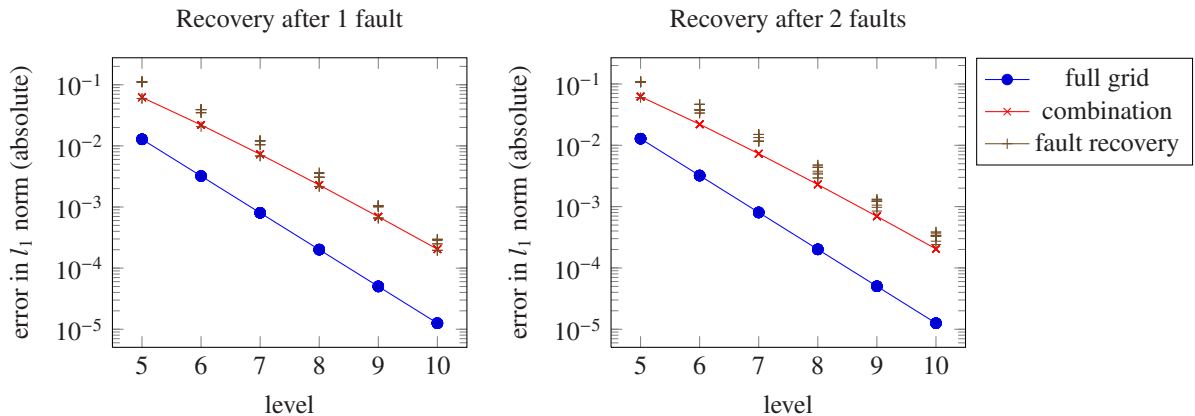 Recovery after 1 fault
error in l₁ norm (absolute)
10⁻¹
10⁻²
10⁻³
10⁻⁴
10⁻⁵
5 6 7 8 9 10
level
Recovery after 2 faults
error in l₁ norm (absolute)
10⁻¹
10⁻²
10⁻³
10⁻⁴
10⁻⁵
5 6 7 8 9 10
level
full grid
combination
fault recovery